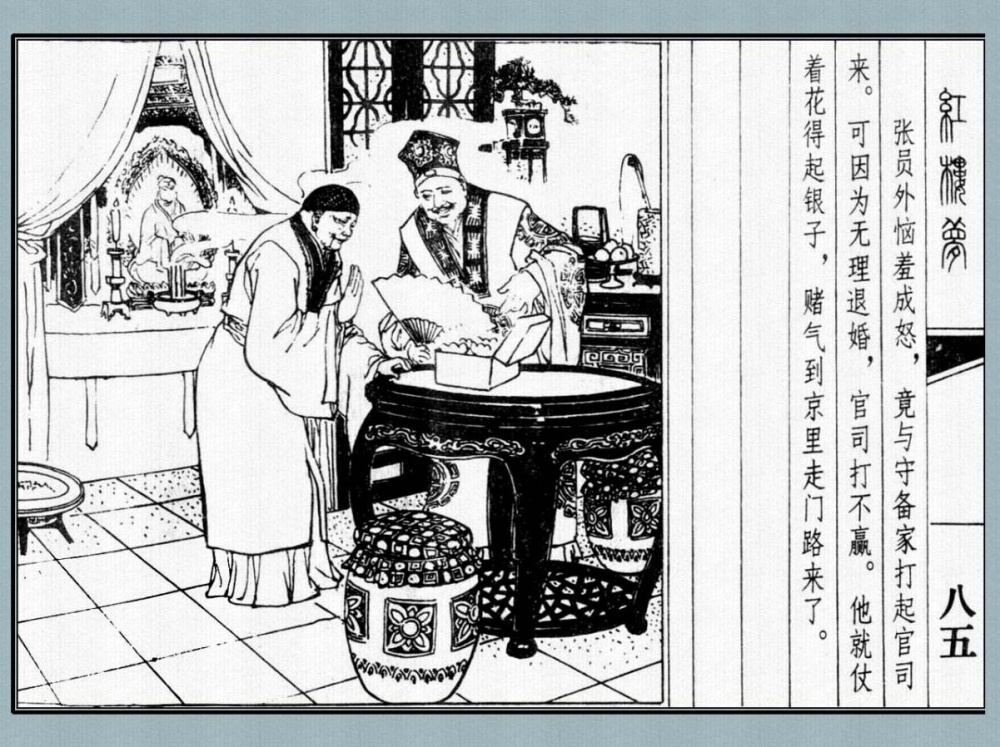 紅樓夢
八五
张员外恼羞成怒，竟与守备家打起官司
来。可因为无理退婚，官司打不赢。他就仗
着花得起银子，赌气到京里走门路来了。